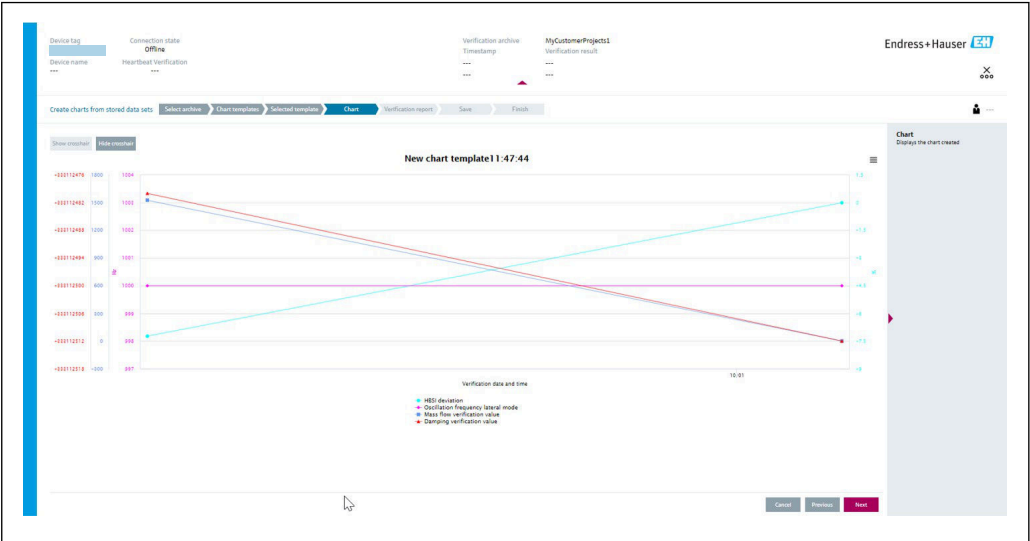 Device tag
Connection state
Offline
Device name
Heartbeat Verification
---
---
Verification archive
MyCustomerProjects1
Timestamp
Verification result
---
---
---
---
Endress+Hauser
EH
Create charts from stored data sets
Select archive
Chart templates
Selected template
Chart
Verification report
Save
Finish
---
Chart
Displays the chart created
Show crosshair
Hide crosshair
New chart template11:47:44
1800
1004
1500
1003
1200
1002
900
1001
Hz
600
1000
300
999
0
998
-300
997
10:01
Verification date and time
HBSI deviation
Oscillation frequency lateral mode
Mass flow verification value
Damping verification value
Cancel
Previous
Next